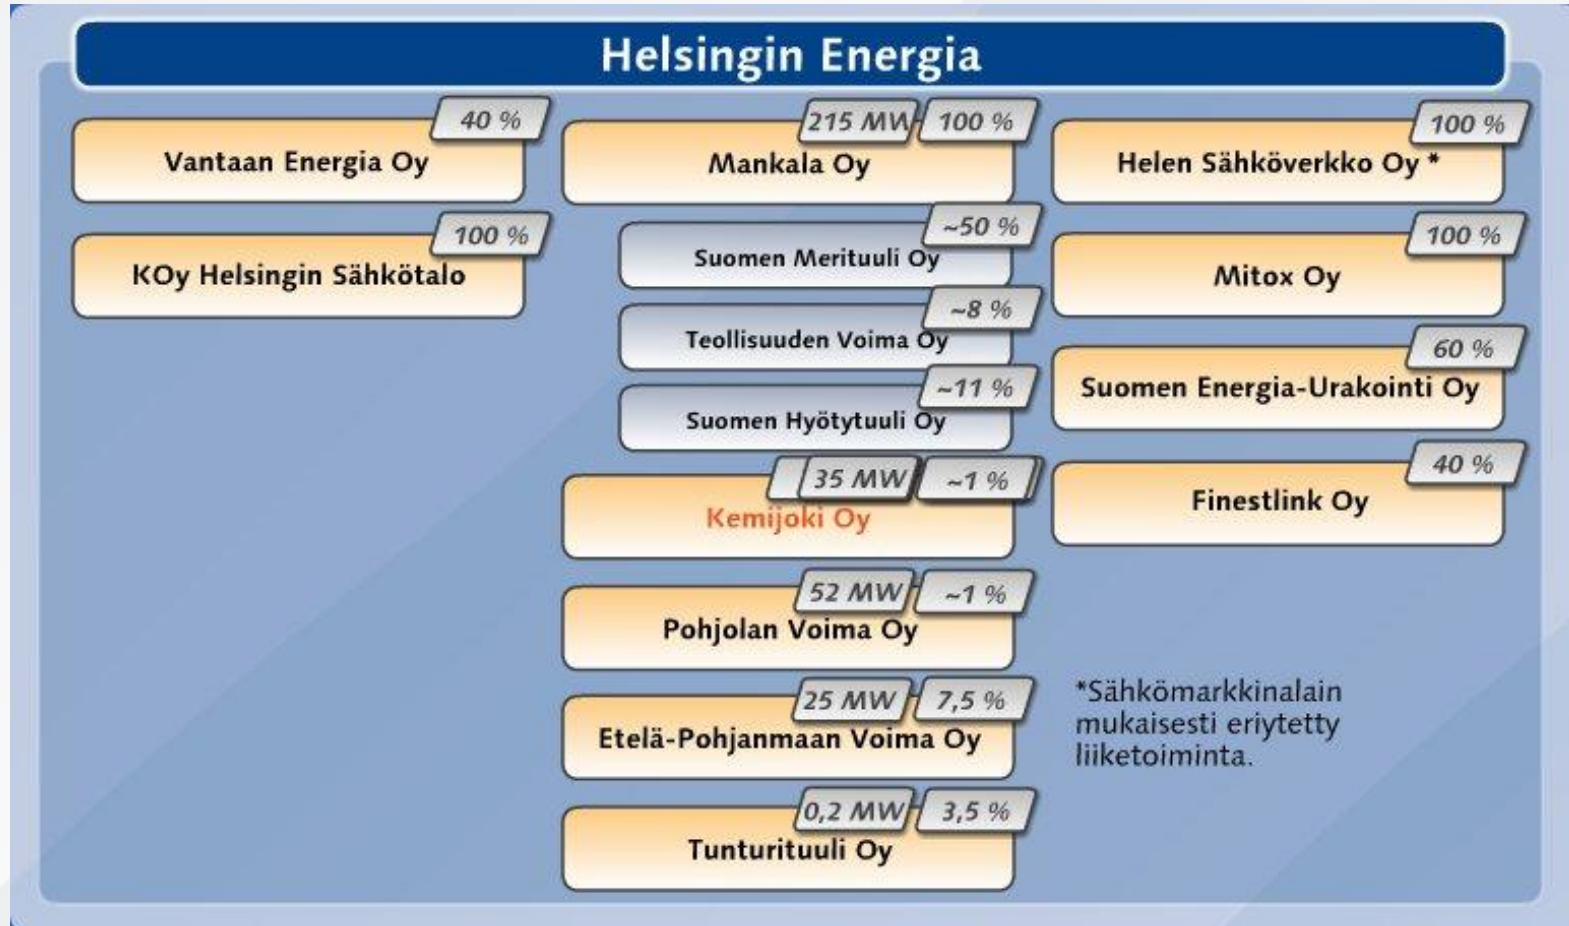 Helsingin Energia
40 %
Vantaan Energia Oy
100 %
KOy Helsingin Sähkötalo
215 MW 100 %
Mankala Oy
~50 %
Suomen Merituuli Oy
~8 %
Teollisuuden Voima Oy
~11 %
Suomen Hyötytuuli Oy
35 MW ~1 %
Kemijoki Oy
52 MW ~1 %
Pohjolan Voima Oy
25 MW 7,5 %
Etelä-Pohjanmaan Voima Oy
0,2 MW 3,5 %
Tunturituuli Oy
100 %
Helen Sähköverkko Oy *
100 %
Mitox Oy
60 %
Suomen Energia-Urakointi Oy
40 %
Finestlink Oy
*Sähkömarkkinalain
mukaisesti eriytetty
liiketoiminta.